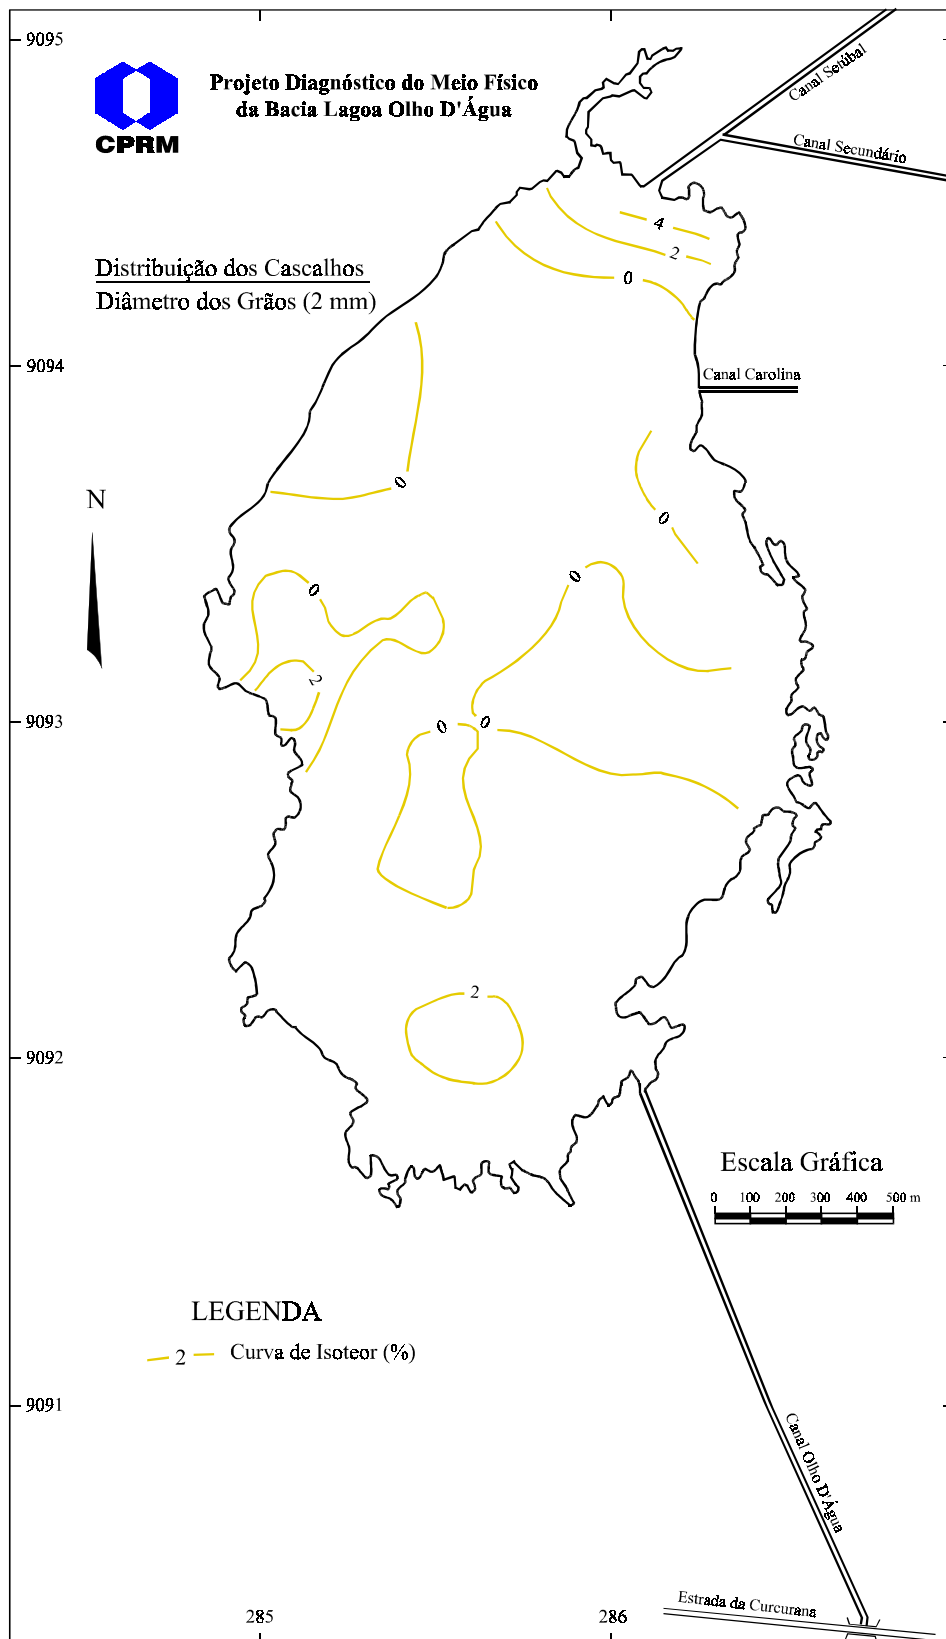 9095
CPRM
Projeto Diagnóstico do Meio Físico
da Bacia Lagoa Olho D'Água
Canal Setúbal
Canal Secundário
4
2
0
Distribuição dos Cascalhos
Diâmetro dos Grãos (2 mm)
9094
Canal Carolina
0
0
N
0
0
2
9093
0
0
2
9092
Escala Gráfica
0 100 200 300 400 500 m
LEGENDA
2 Curva de Isoteor (%)
9091
Canal Olho D'Água
Estrada da Curcurana
285
286